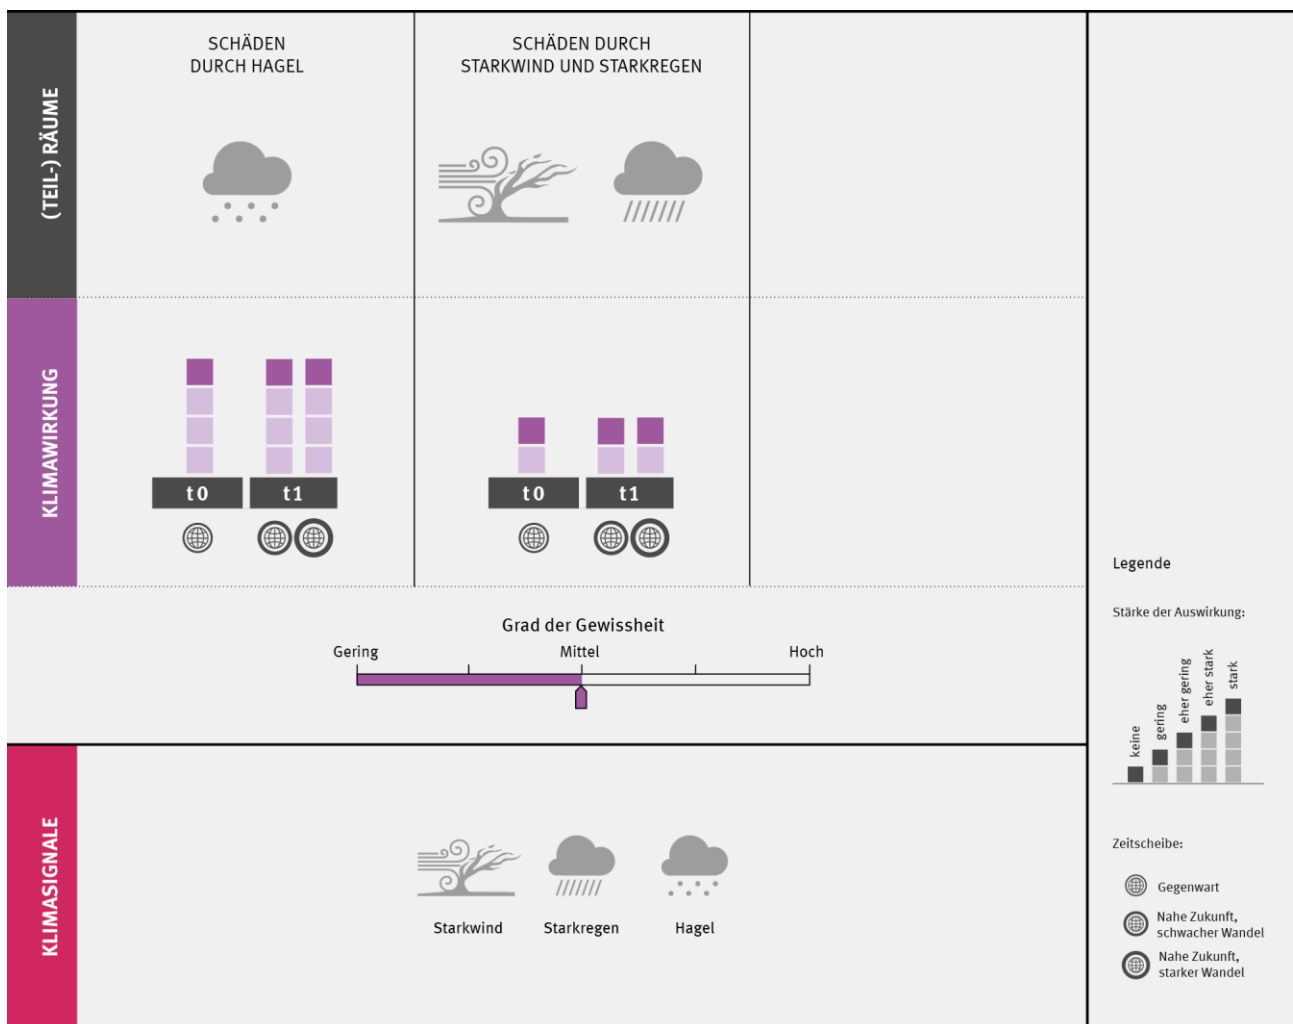 (TEIL-) RÄUME
SCHÄDEN
DURCH HAGEL
SCHÄDEN DURCH
STARKWIND UND STARKREGEN
KLIMAWIRKUNG
t0
t1
t0
t1
Grad der Gewissheit
Gering
Mittel
Hoch
KLIMASIGNALE
Starkwind
Starkregen
Hagel
Legende
Stärke der Auswirkung:
keine
gering
eher gering
eher stark
stark
Zeitscheibe:
Gegenwart
Nahe Zukunft,
schwacher Wandel
Nahe Zukunft,
starker Wandel